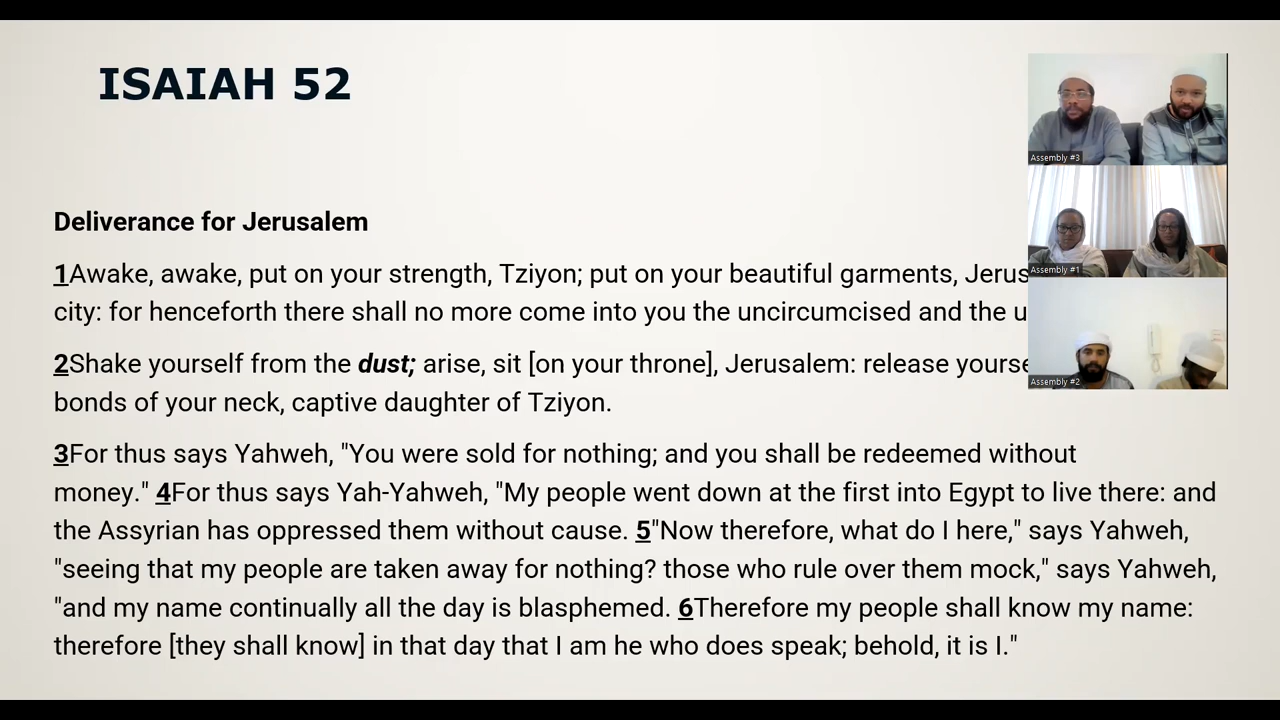 ISAIAH 52
Deliverance for Jerusalem
1Awake, awake, put on your strength, Tziyon; put on your beautiful garments,
city: for henceforth there shall no more come into you the uncircumcised and the
2Shake yourself from the dust; arise, sit [on your throne], Jerusalem: release
bonds of your neck, captive daughter of Tziyon.
3For thus says Yahweh, "You were sold for nothing; and you shall be redeemed without
money." 4For thus says Yah-Yahweh, "My people went down at the first into Egypt to live there: and
the Assyrian has oppressed them without cause. 5"Now therefore, what do I here," says Yahweh,
"seeing that my people are taken away for nothing? those who rule over them mock," says Yahweh,
"and my name continually all the day is blasphemed. 6Therefore my people shall know my name:
therefore [they shall know] in that day that I am he who does speak; behold, it is I."
Assembly #3
Assembly #1
Assembly #2